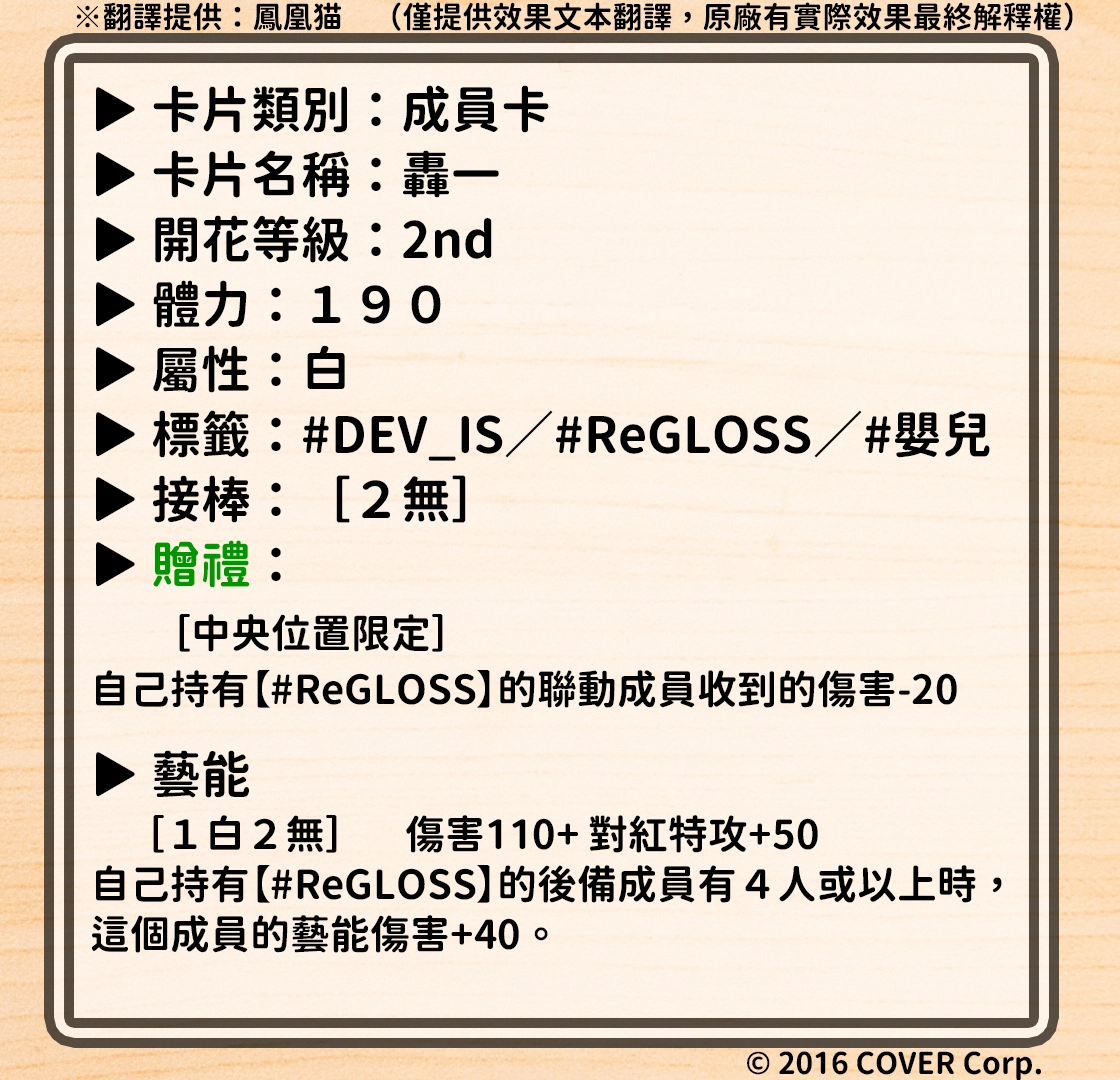 ※翻譯提供：鳳凰猫　（僅提供效果文本翻譯，原廠有實際效果最終解釋權）
▶ 卡片類別：成員卡
▶ 卡片名稱：轟一
▶ 開花等級：2nd
▶ 體力：１９０
▶ 屬性：白
▶ 標籤：#DEV_IS／#ReGLOSS／#嬰兒
▶ 接棒：［２無］
▶ 贈禮：
［中央位置限定］
自己持有【#ReGLOSS】的聯動成員收到的傷害-20
▶ 藝能
［１白２無］　傷害110+ 對紅特攻+50
自己持有【#ReGLOSS】的後備成員有４人或以上時，
這個成員的藝能傷害+40。
© 2016 COVER Corp.